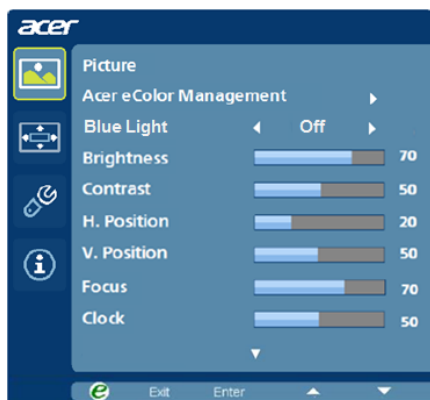 acer
Picture
Acer eColor Management
Blue Light Off
Brightness 70
Contrast 50
H. Position 20
V. Position 50
Focus 70
Clock 50
e Exit Enter